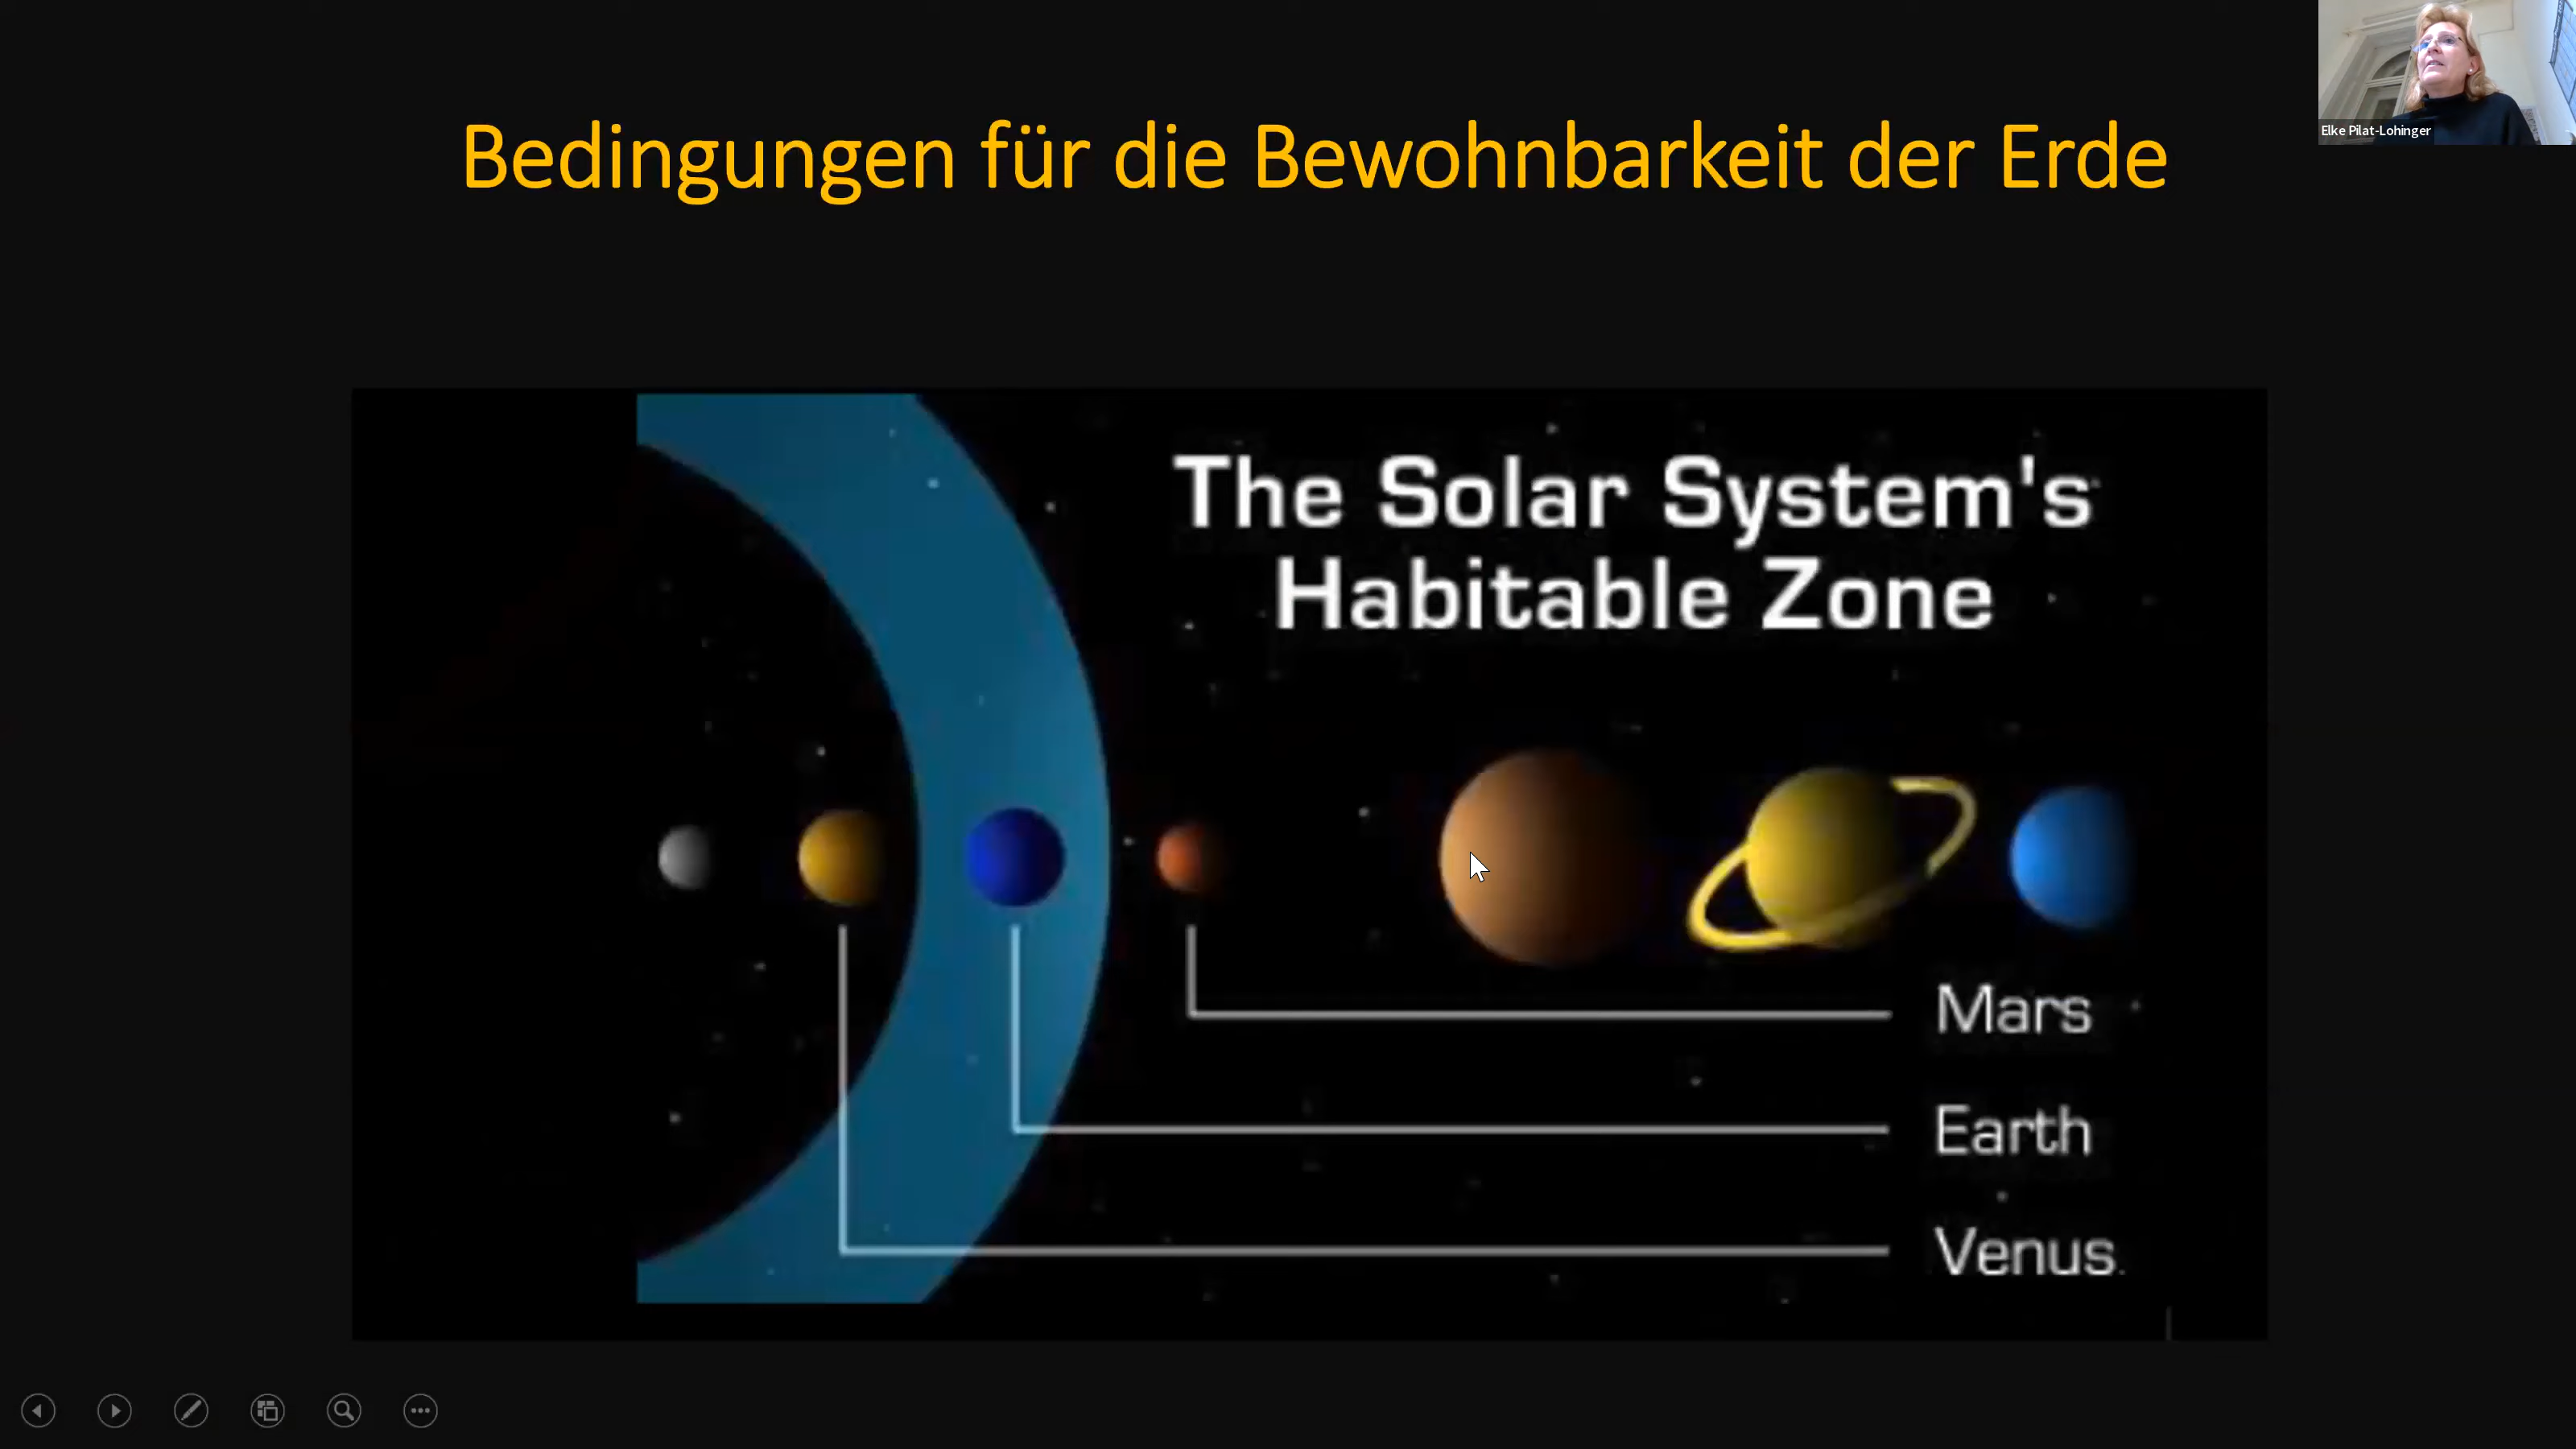 Elke Pilat-Lohinger
Bedingungen für die Bewohnbarkeit der Erde
The Solar System's
Habitable Zone
Mars
Earth
Venus